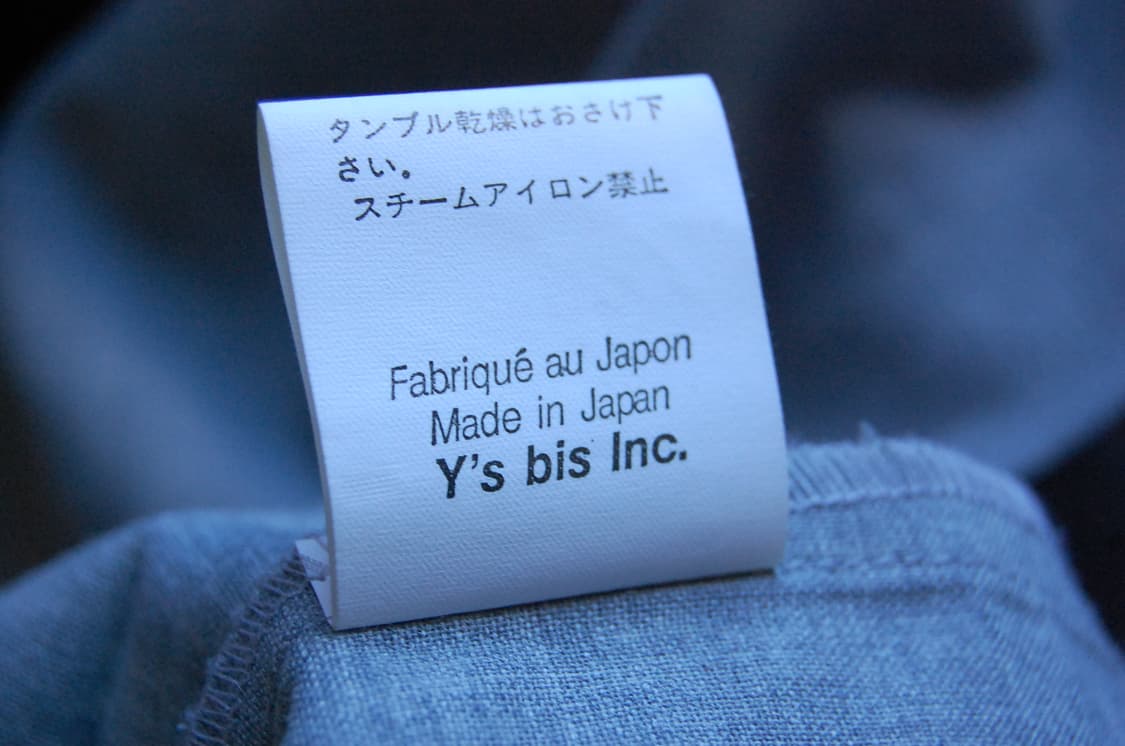 タンブル乾燥はおさけ下
さい。
スチームアイロン禁止
Fabriqué au Japon
Made in Japan
Y's bis Inc.